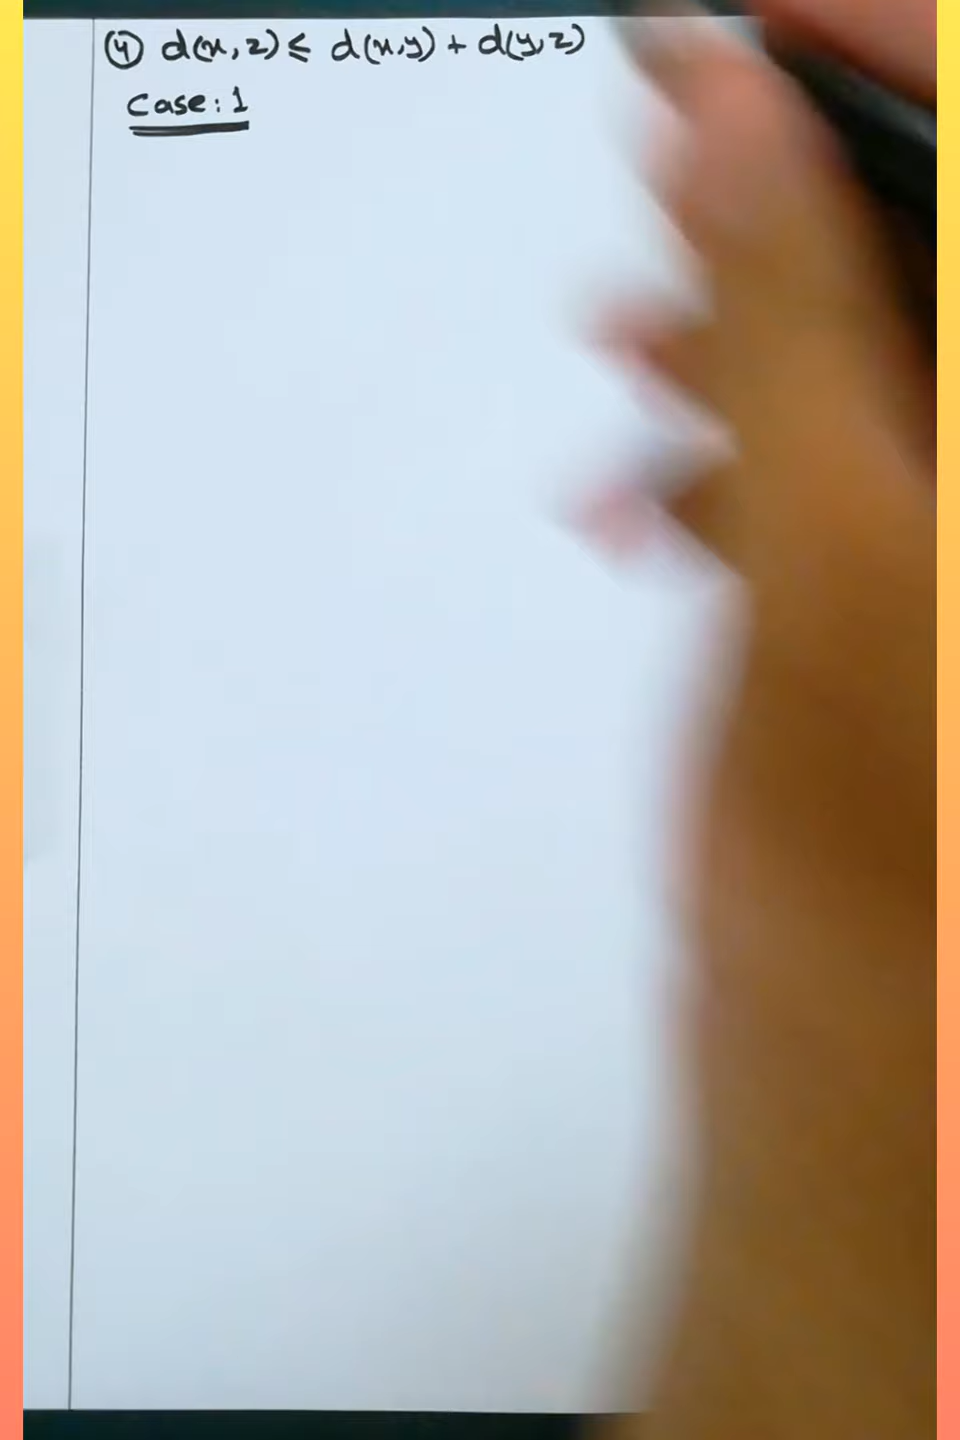 ④ d(x, z) ≤ d(x,y) + d(y,z)
Case: 1